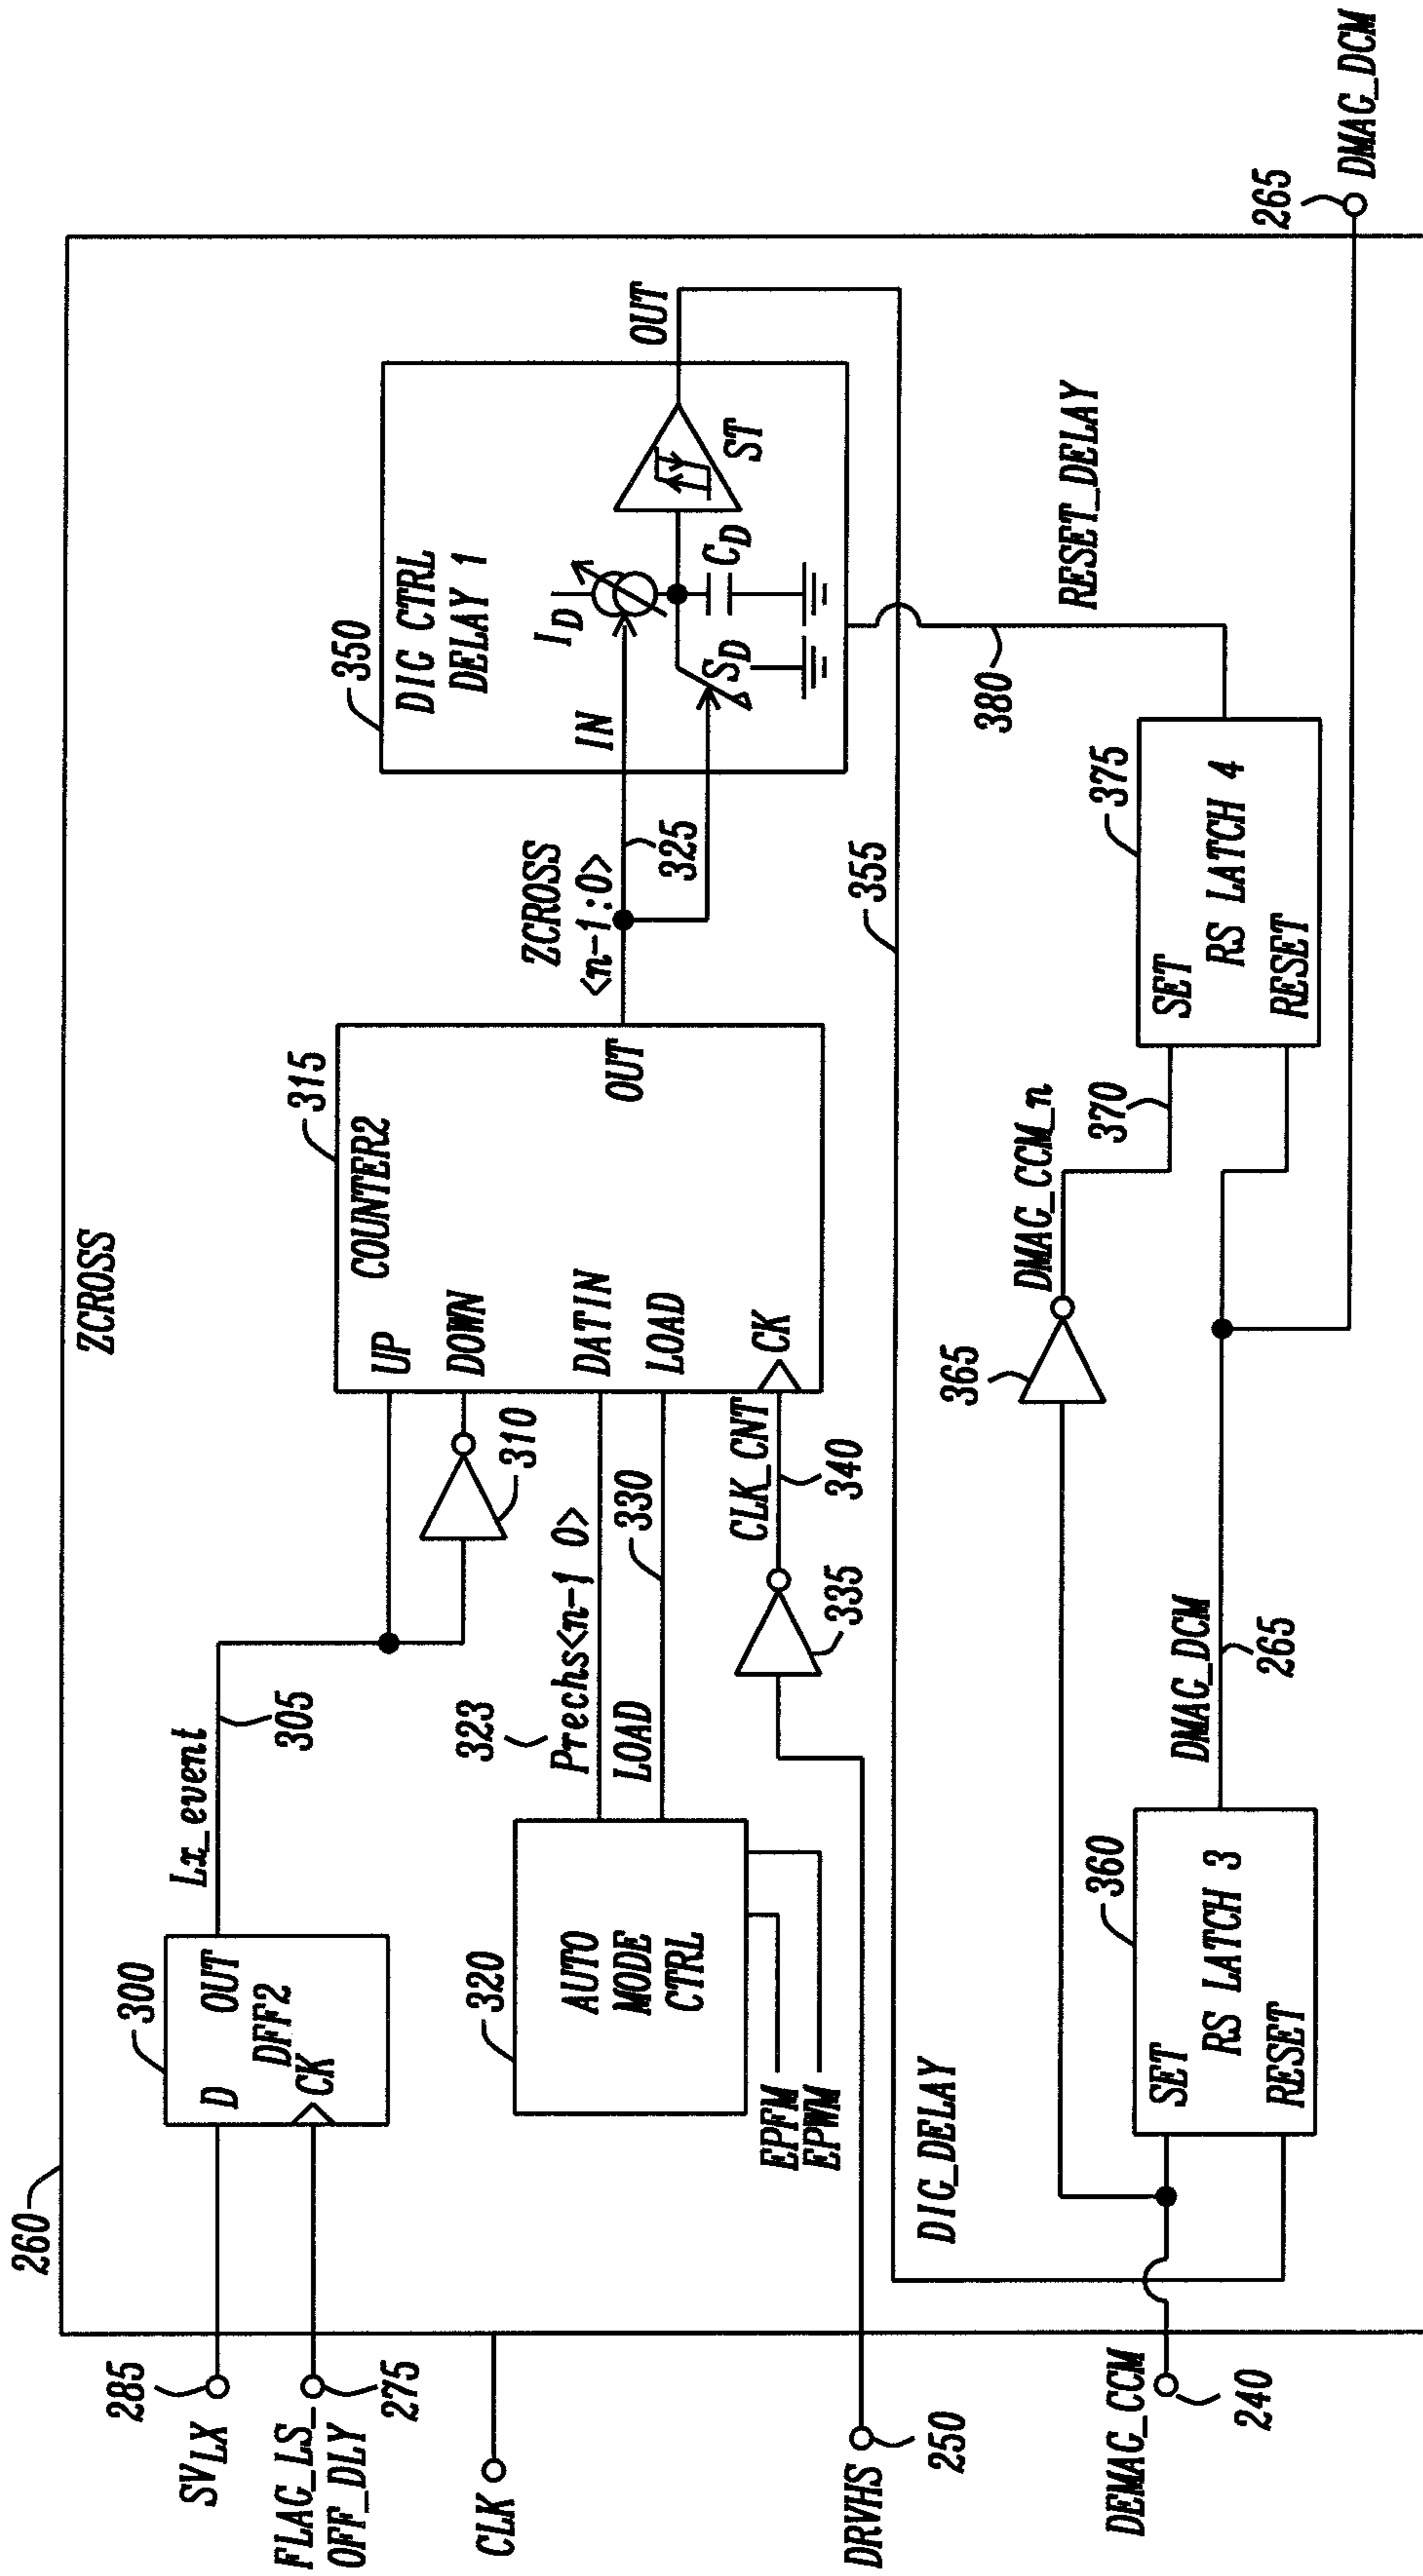 260
ZCROSS
285
SV_LX
FLAG_LS_
OFF_DLY
275
CLK
DRVHS
250
DEMAG_CCM
240
300
D
OUT
DFF2
CK
Lx_event
305
310
320
AUTO
MODE
CTRL
EPFM
EPWM
323
Prechs<n-1 0>
LOAD
330
335
CLK_CNT
340
315
COUNTER2
UP
DOWN
DATIN
LOAD
CK
OUT
ZCROSS
<n-1:0>
325
350
DIG CTRL
DELAY 1
IN
I_D
S_D
C_D
ST
OUT
355
DIG_DELAY
360
SET
RS LATCH 3
RESET
DMAG_DCM
265
365
DMAG_CCM_n
370
375
SET
RS LATCH 4
RESET
380
RESET_DELAY
265
DMAG_DCM